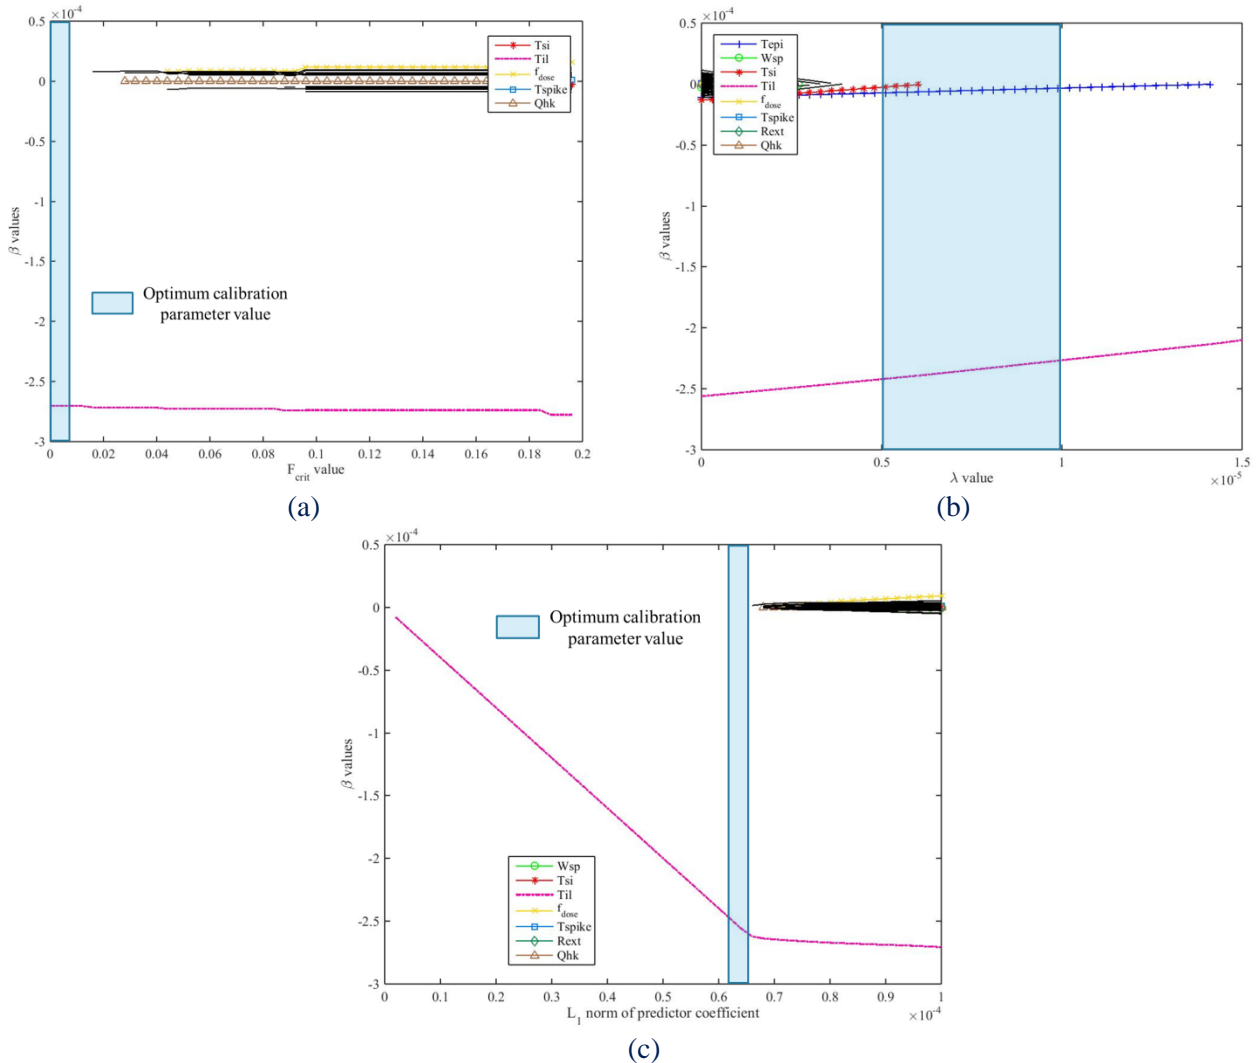 ×10⁻⁴
0.5
0
-0.5
-1
-1.5
-2
-2.5
-3
β values
Tsi
Til
f_dose
Tspike
Qhk
Optimum calibration
parameter value
0 0.02 0.04 0.06 0.08 0.1 0.12 0.14 0.16 0.18 0.2
F_crit value
(a)
×10⁻⁴
0.5
0
-0.5
-1
-1.5
-2
-2.5
-3
β values
Tepi
Wsp
Tsi
Til
f_dose
Tspike
Rext
Qhk
0 0.5 1 1.5
λ value
×10⁻⁵
(b)
×10⁻⁴
0.5
0
-0.5
-1
-1.5
-2
-2.5
-3
β values
Optimum calibration
parameter value
Wsp
Tsi
Til
f_dose
Tspike
Rext
Qhk
0 0.1 0.2 0.3 0.4 0.5 0.6 0.7 0.8 0.9 1
L₁ norm of predictor coefficient
×10⁻⁴
(c)